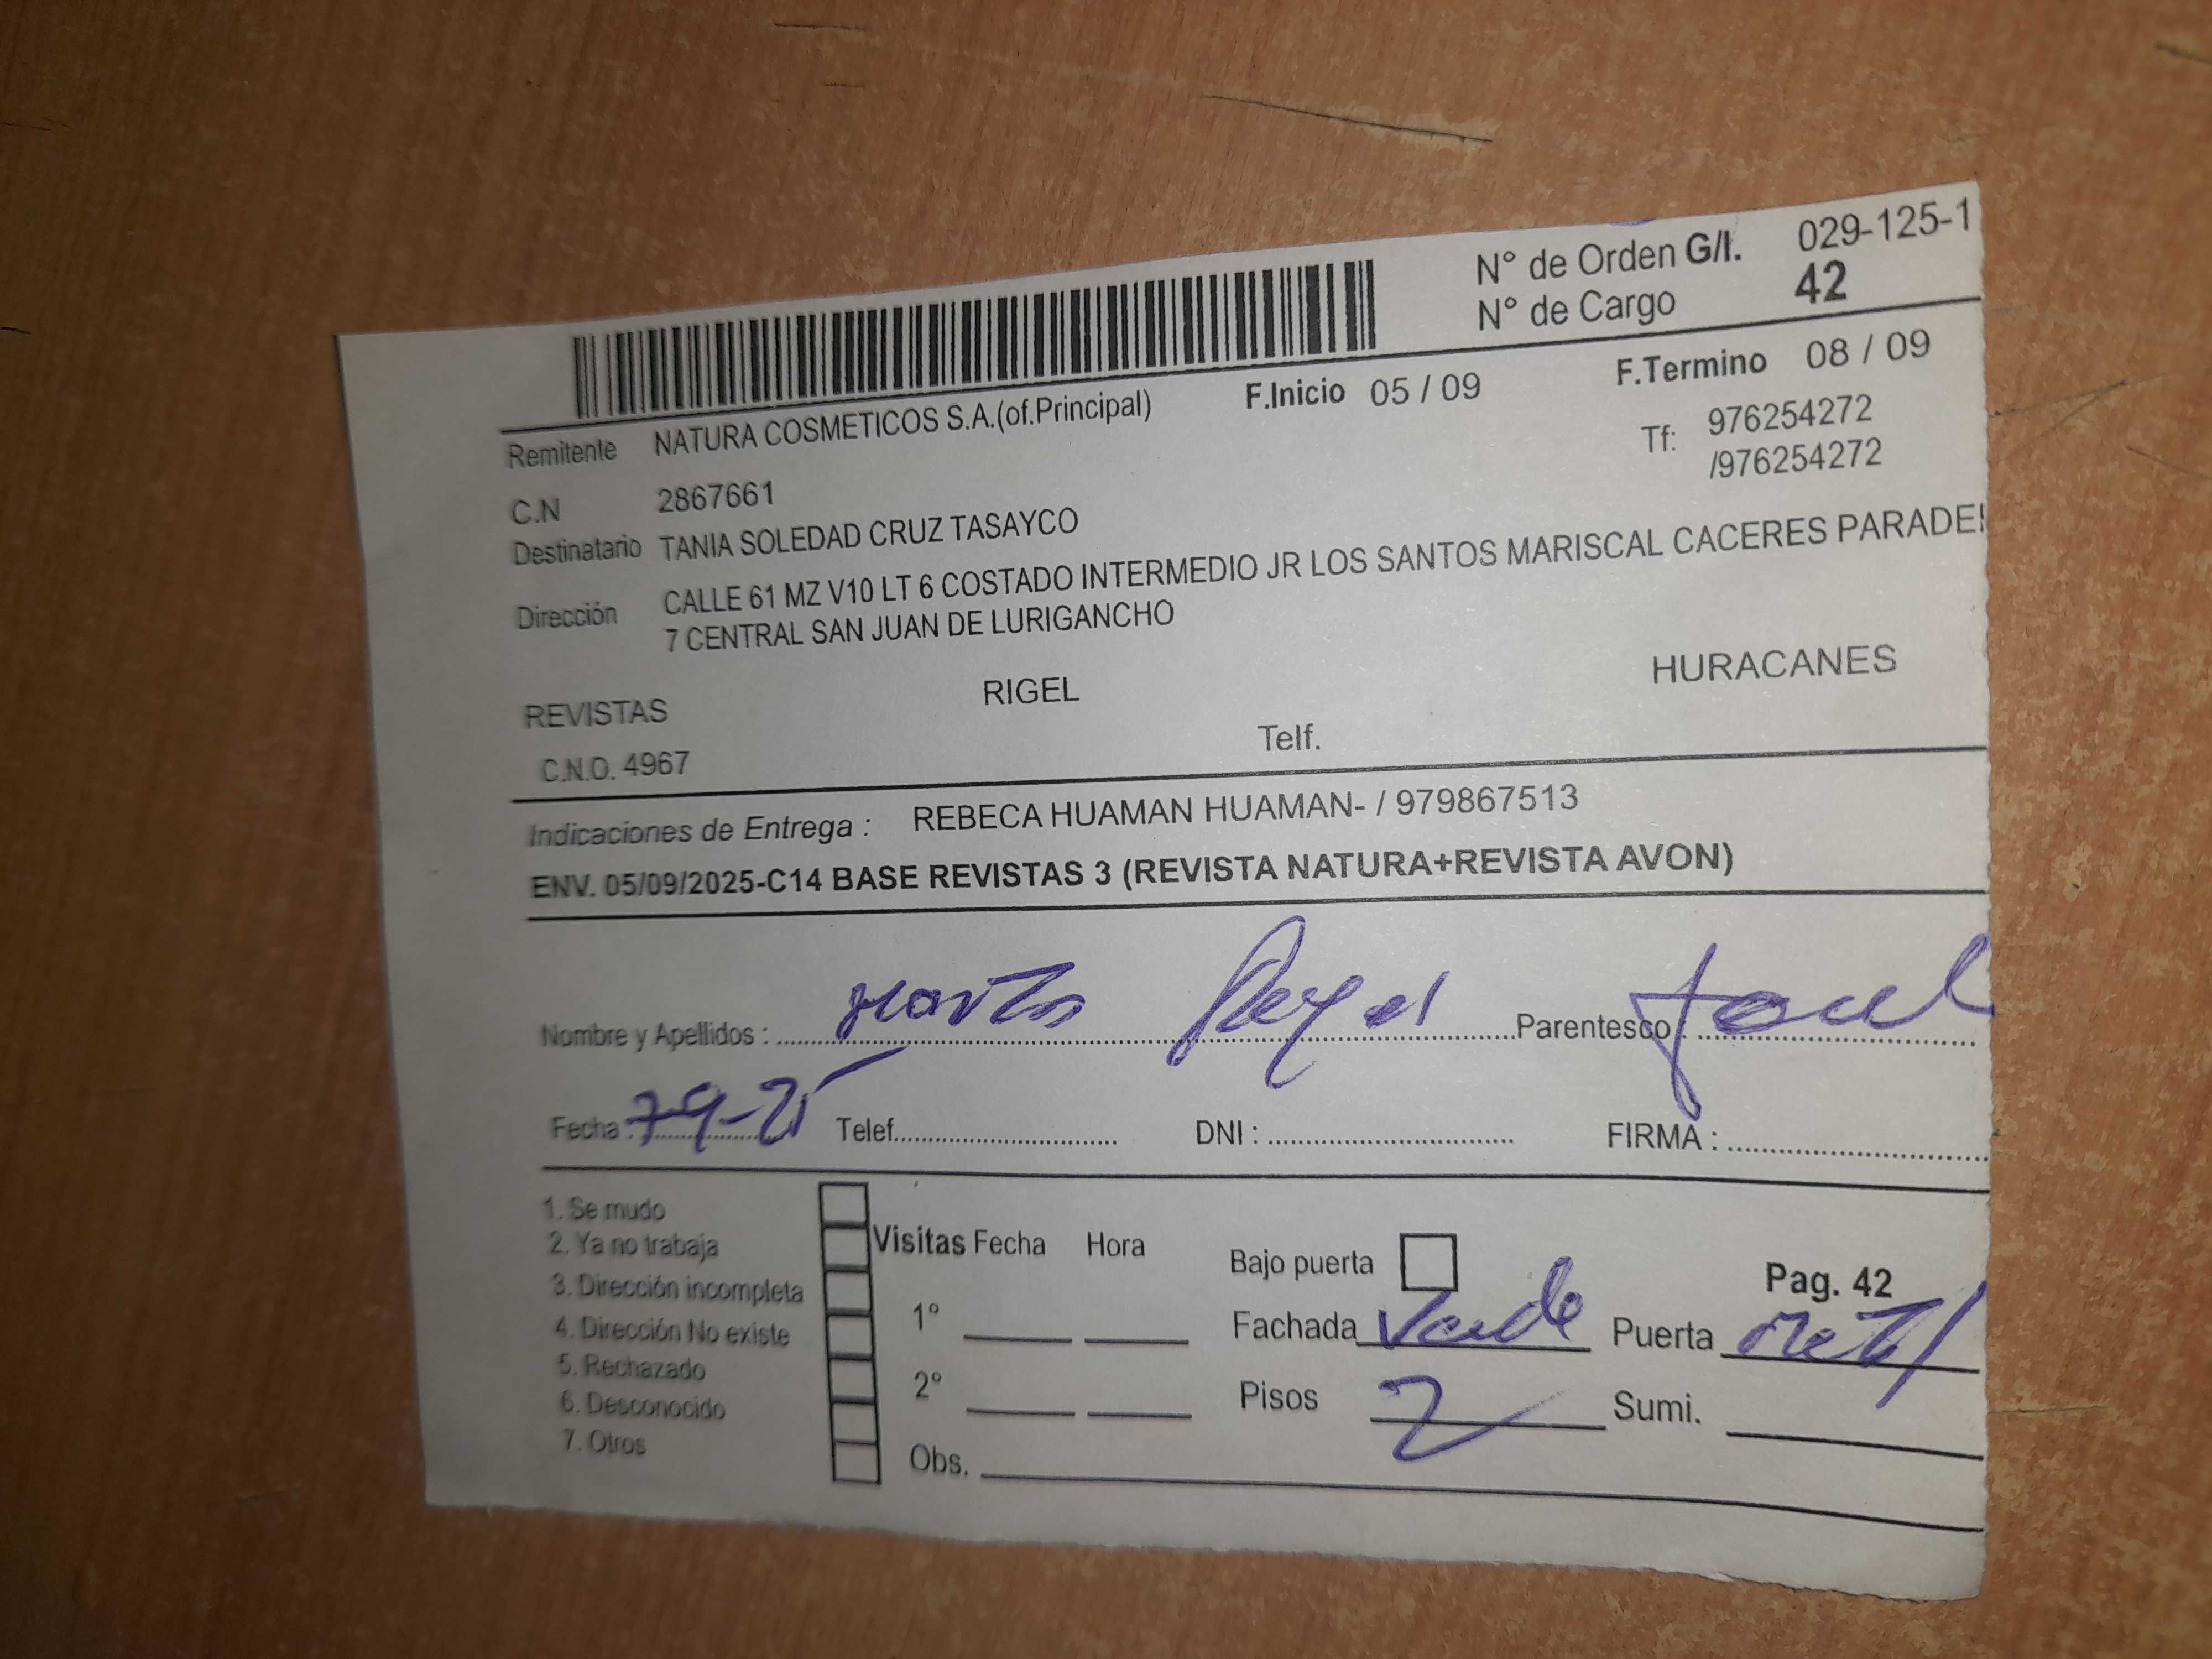 N° de Orden G/I. 029-125-1
N° de Cargo 42
F.Inicio 05 / 09 F.Termino 08 / 09
Remitente NATURA COSMETICOS S.A.(of.Principal) Tf: 976254272
/976254272
C.N 2867661
Destinatario TANIA SOLEDAD CRUZ TASAYCO
Dirección CALLE 61 MZ V10 LT 6 COSTADO INTERMEDIO JR LOS SANTOS MARISCAL CACERES PARADE
7 CENTRAL SAN JUAN DE LURIGANCHO
REVISTAS RIGEL HURACANES
C.N.O. 4967 Telf.
Indicaciones de Entrega : REBECA HUAMAN HUAMAN- / 979867513
ENV. 05/09/2025-C14 BASE REVISTAS 3 (REVISTA NATURA+REVISTA AVON)
Nombre y Apellidos : Parentesco :
Fecha : 7-9-25 Telef. DNI : FIRMA :
1. Se mudo
2. Ya no trabaja
3. Dirección incompleta
4. Dirección No existe
5. Rechazado
6. Desconocido
7. Otros
Visitas Fecha Hora
1°
2°
Obs.
Bajo puerta
Pag. 42
Fachada Verde Puerta Metal
Pisos 2 Sumi.